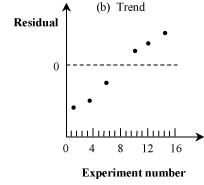 (b) Trend
Residual
0
0 4 8 12 16
Experiment number